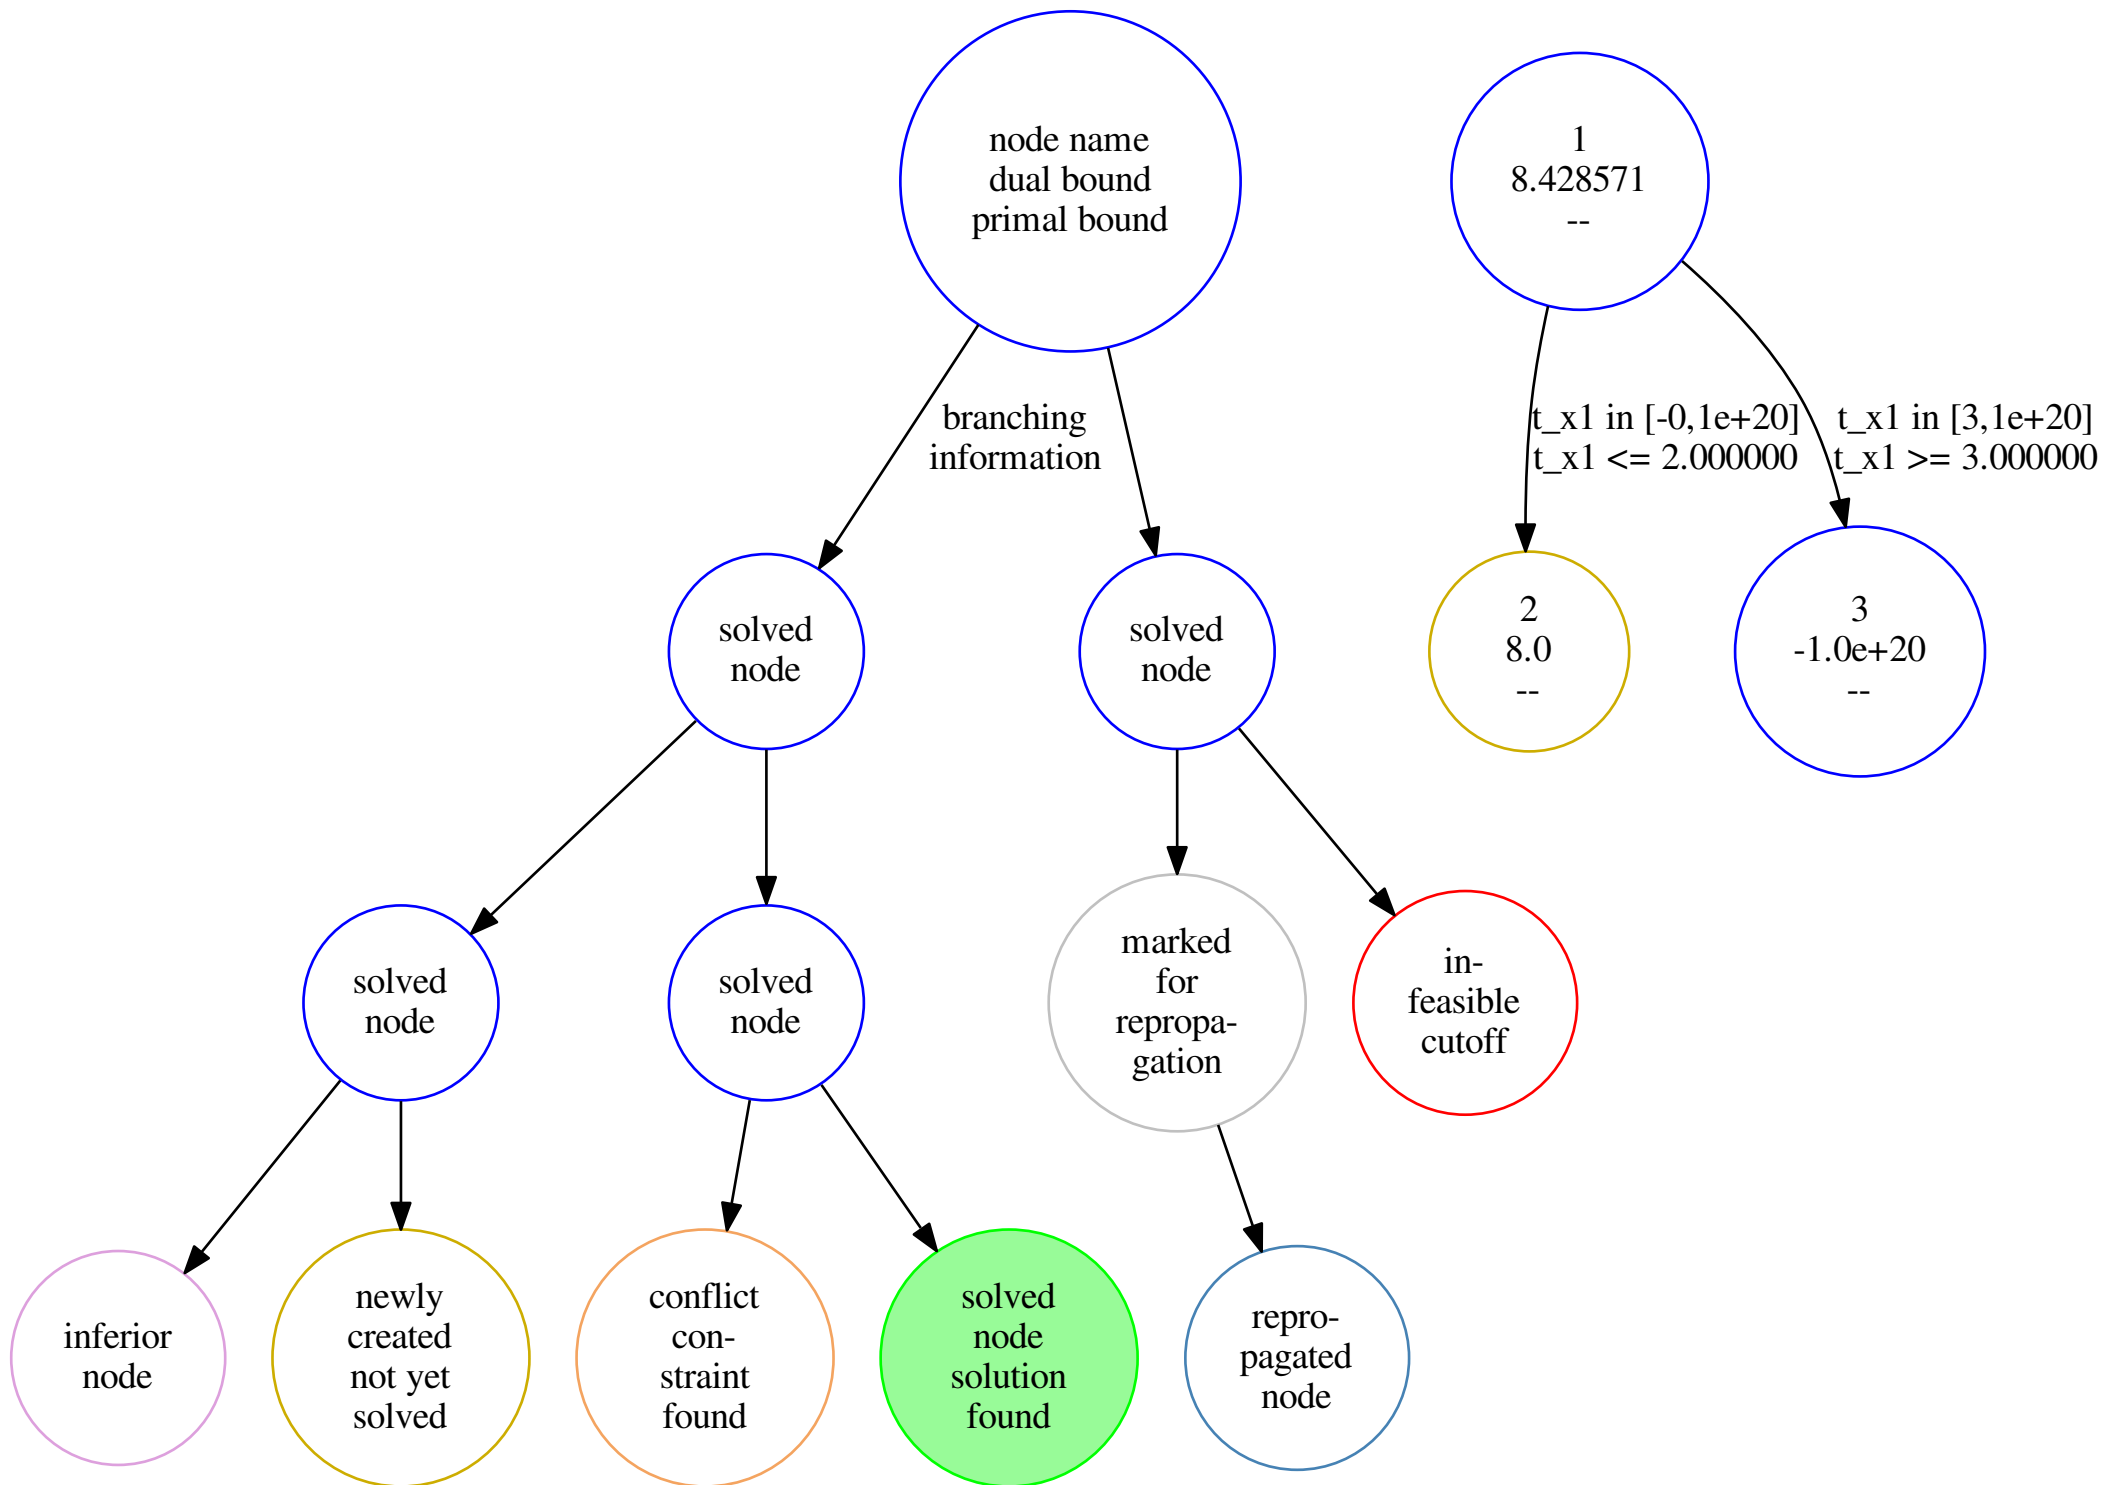 node name
dual bound
primal bound
1
8.428571
--
branching
information
t_x1 in [-0,1e+20]
t_x1 <= 2.000000
t_x1 in [3,1e+20]
t_x1 >= 3.000000
solved
node
solved
node
2
8.0
--
3
-1.0e+20
--
solved
node
solved
node
marked
for
repropa-
gation
in-
feasible
cutoff
inferior
node
newly
created
not yet
solved
conflict
con-
straint
found
solved
node
solution
found
repro-
pagated
node